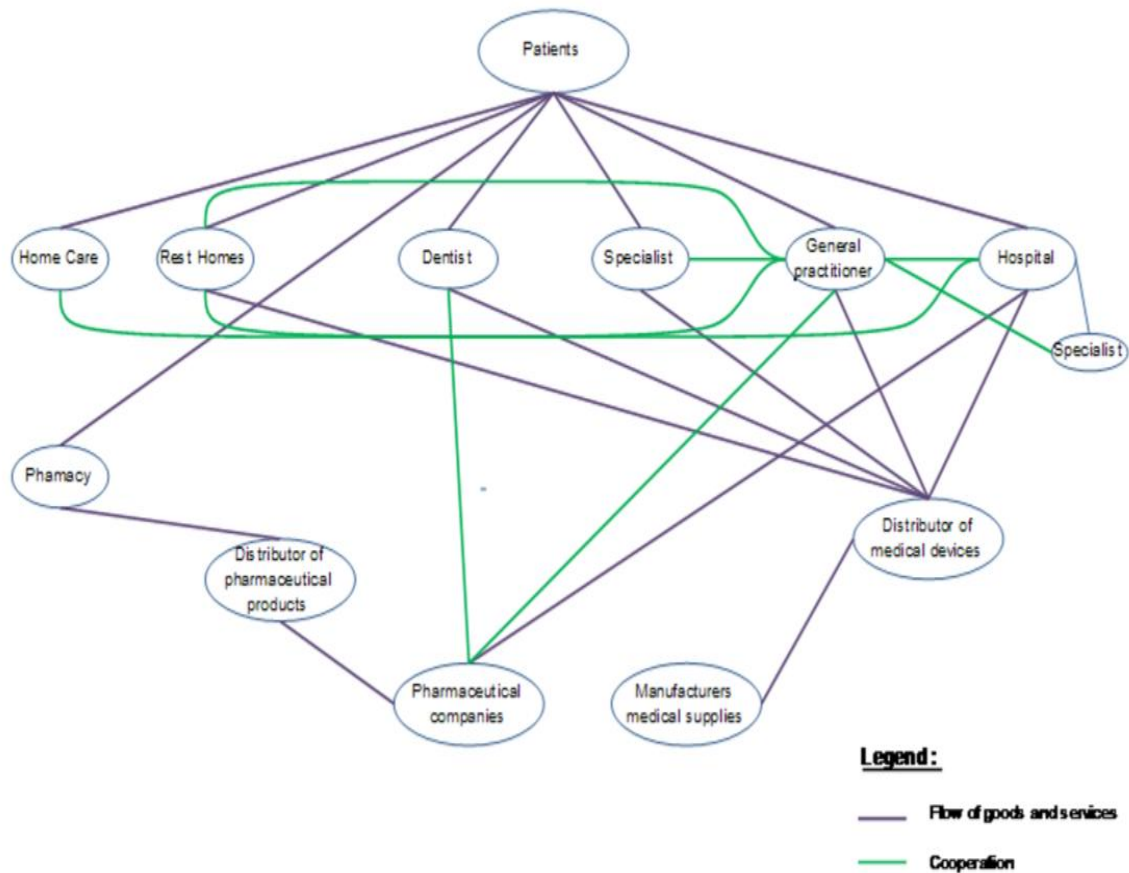 Patients
Home Care
Rest Homes
Dentist
Specialist
General
practitioner
Hospital
Specialist
Phamacy
Distributor of
pharmaceutical
products
Distributor of
medical devices
Pharmaceutical
companies
Manufacturers
medical supplies
Legend:
Flow of goods and services
Cooperation